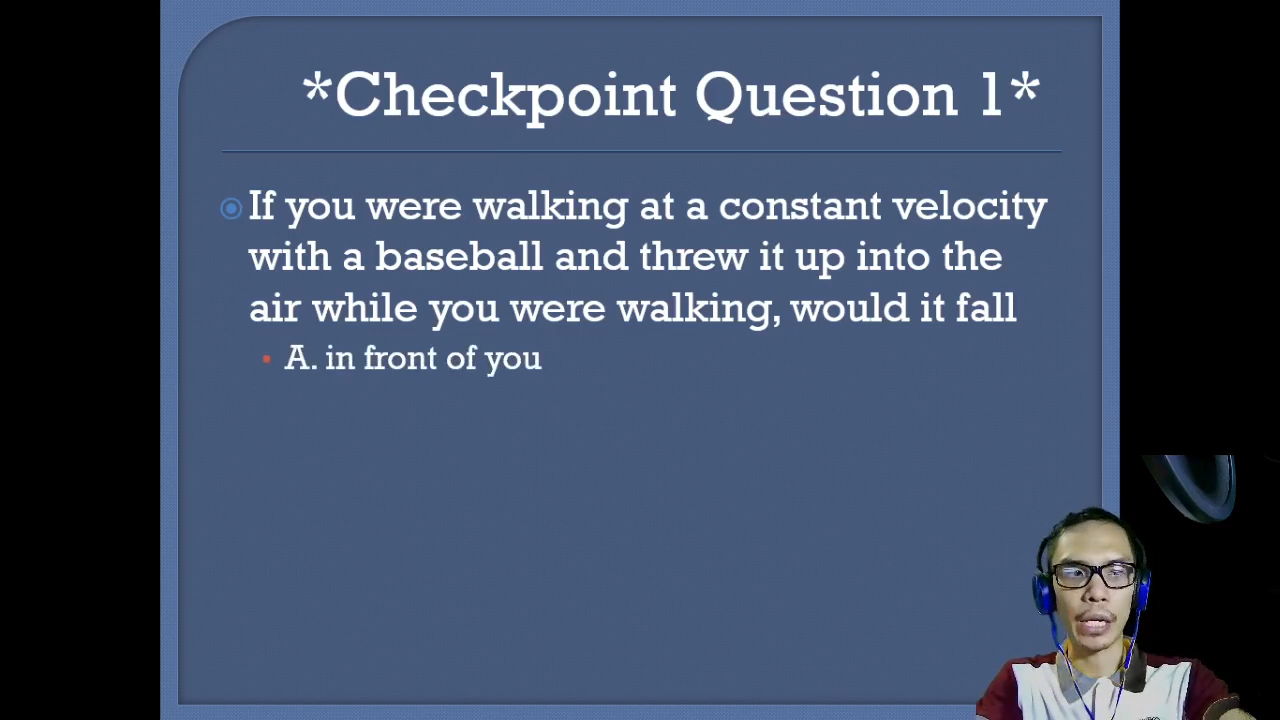 *Checkpoint Question 1*
If you were walking at a constant velocity
with a baseball and threw it up into the
air while you were walking, would it fall
A. in front of you